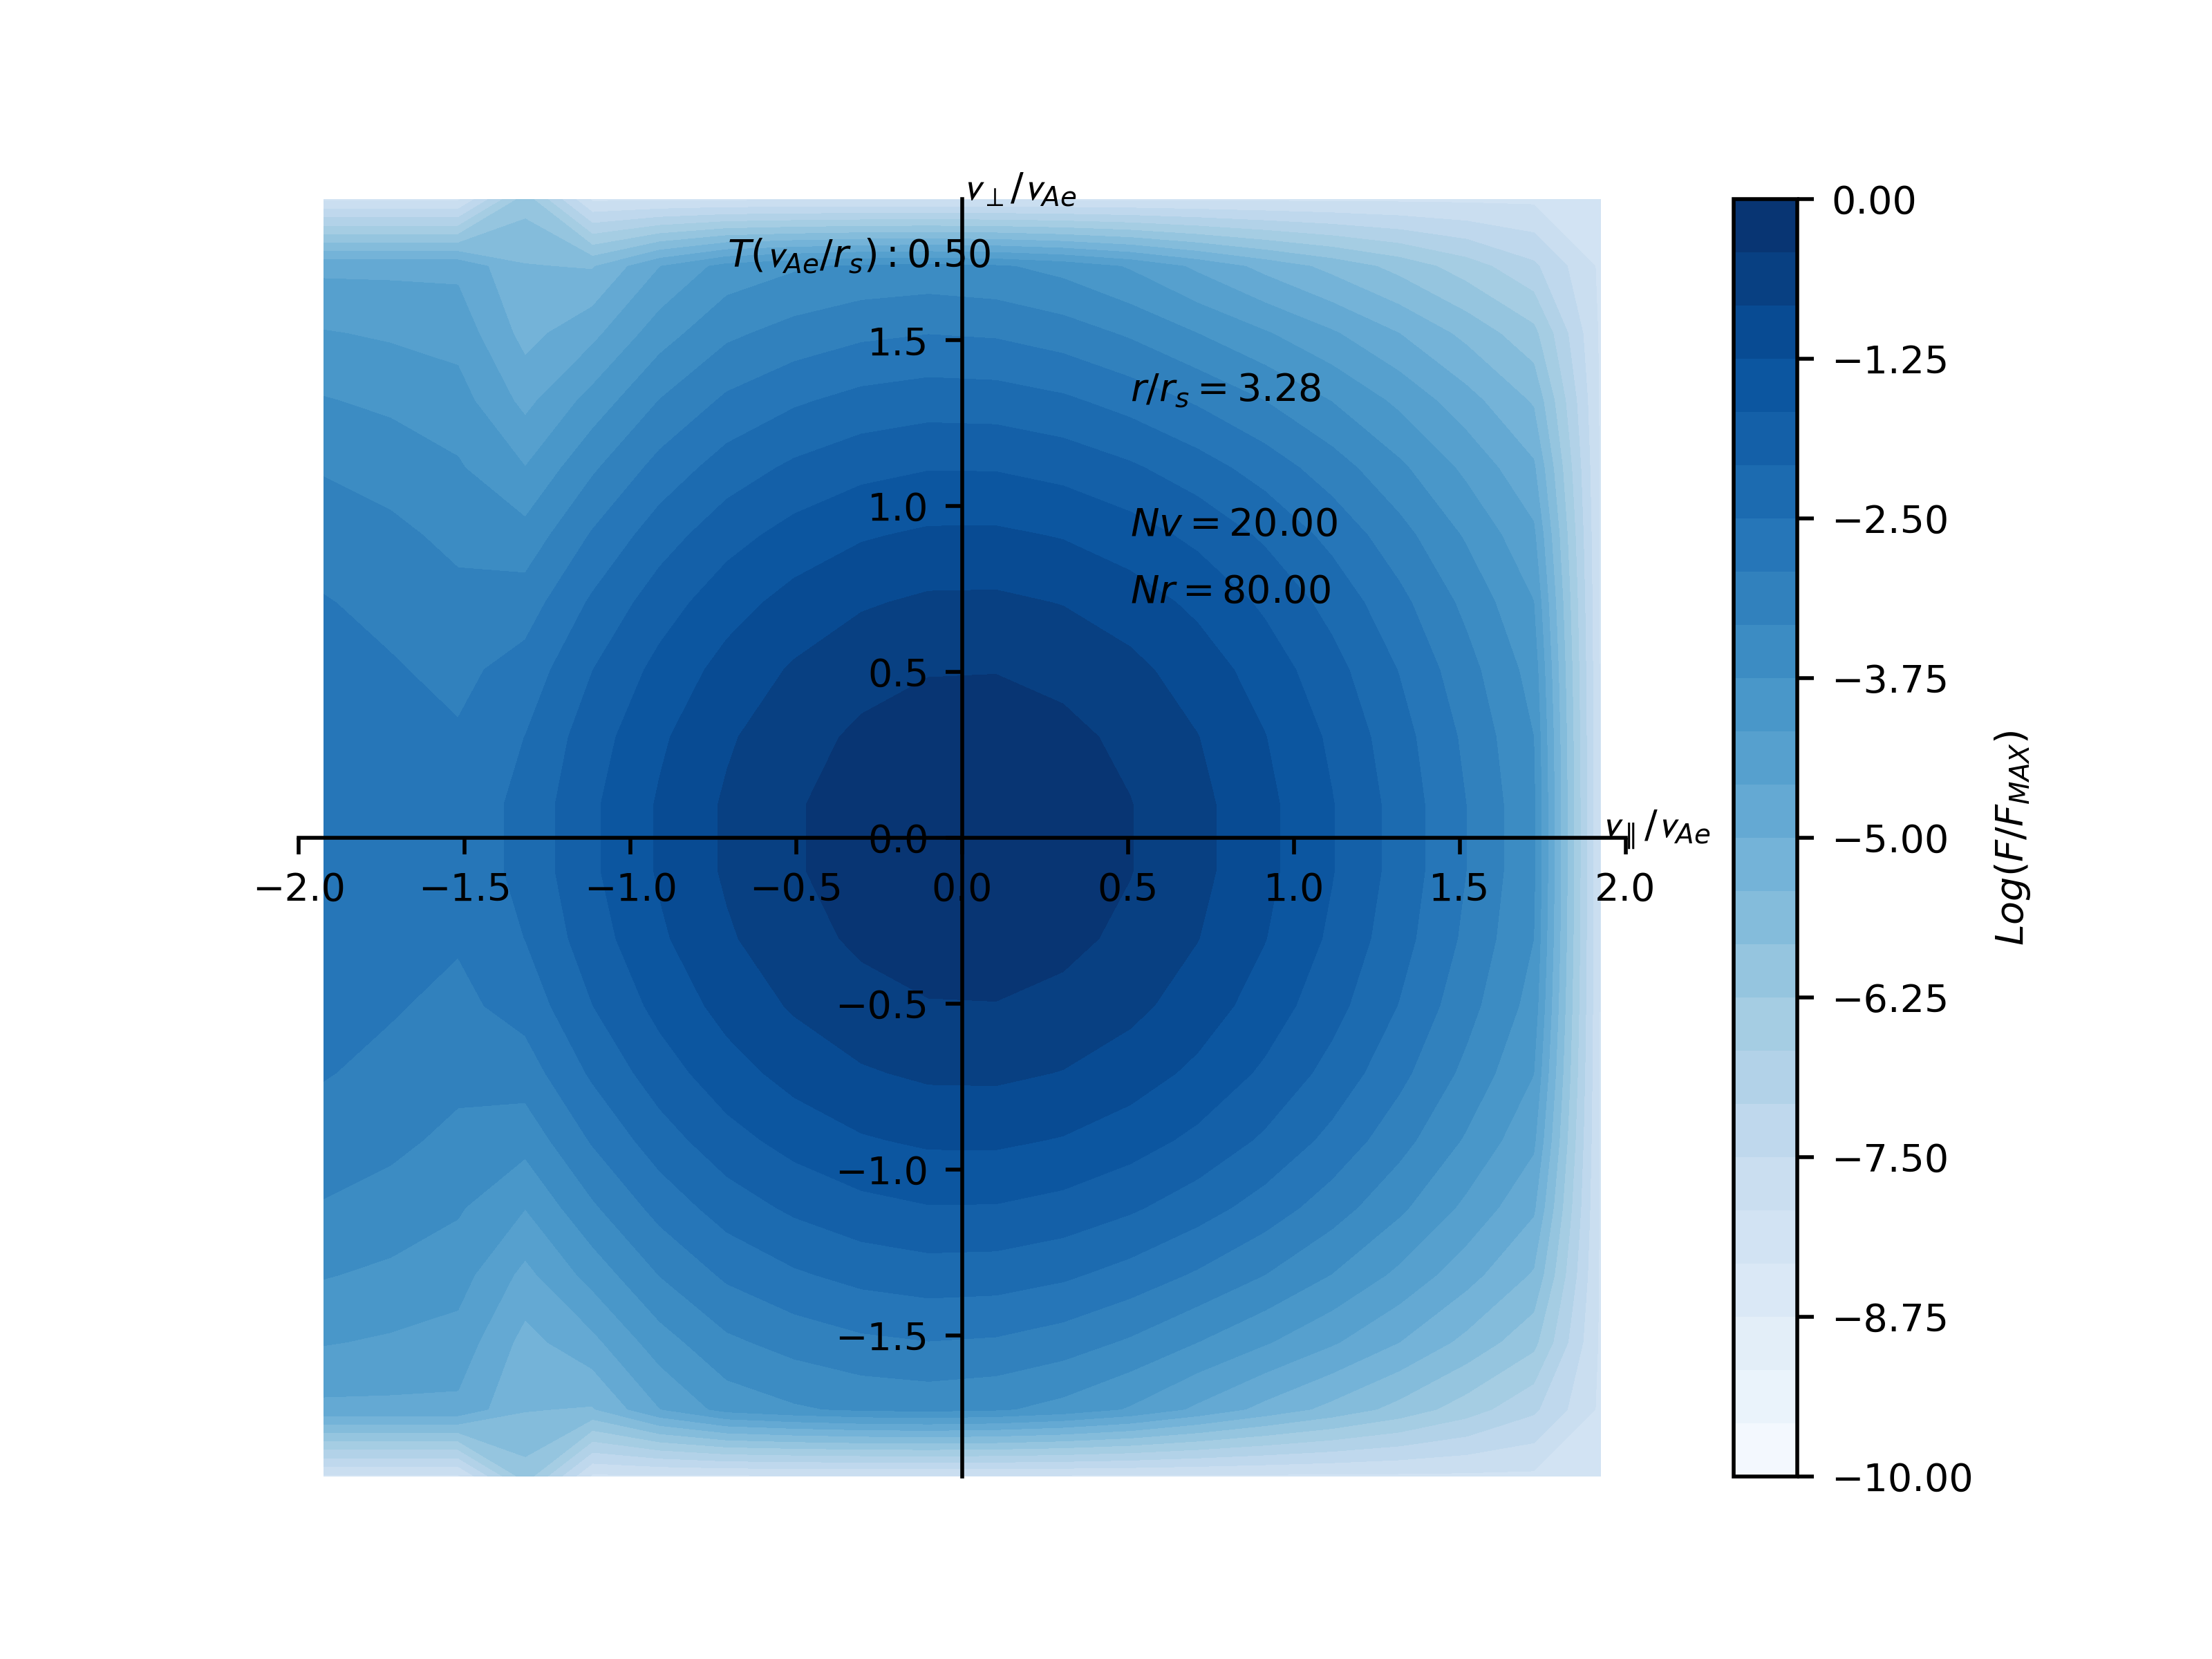 v⊥/vAe
T(vAe/rs) : 0.50
r/rs = 3.28
Nv = 20.00
Nr = 80.00
1.5
1.0
0.5
0.0
−0.5
−1.0
−1.5
v∥/vAe
−2.0 −1.5 −1.0 −0.5 0.0 0.5 1.0 1.5 2.0
0.00
−1.25
−2.50
−3.75
−5.00
−6.25
−7.50
−8.75
−10.00
Log(F/FMAX)